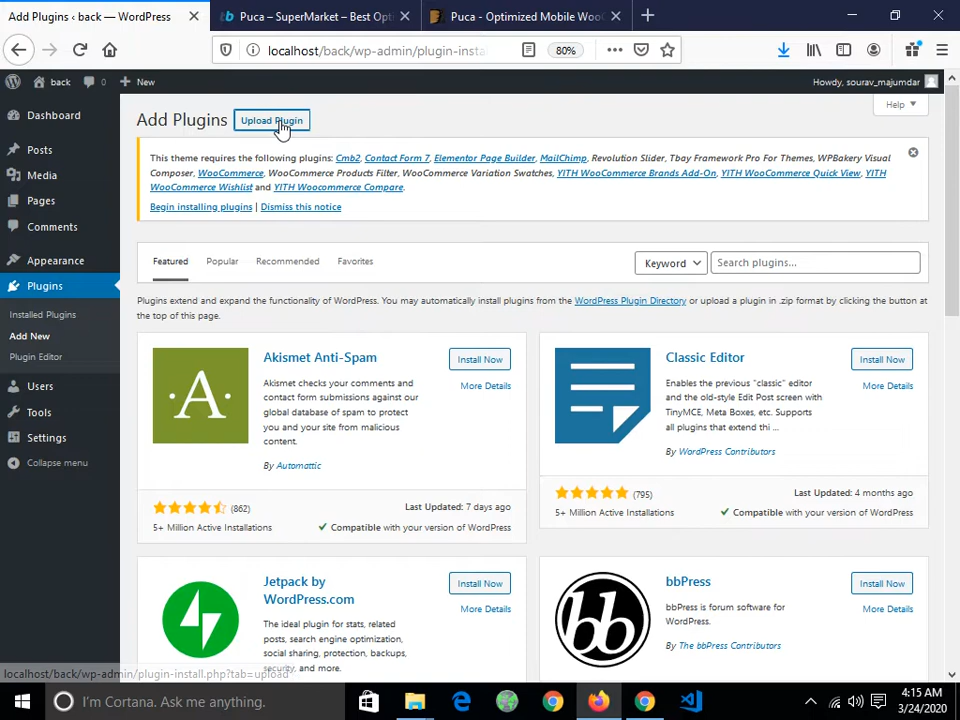 Add Plugins ‹ back — WordPress
Puca – SuperMarket – Best Opti
Puca - Optimized Mobile WooC
localhost/back/wp-admin/plugin-insta
80%
back
0
New
Howdy, sourav_majumdar
Dashboard
Posts
Media
Pages
Comments
Appearance
Plugins
Installed Plugins
Add New
Plugin Editor
Users
Tools
Settings
Collapse menu
Add Plugins
Upload Plugin
Help
This theme requires the following plugins: Cmb2, Contact Form 7, Elementor Page Builder, MailChimp, Revolution Slider, Tbay Framework Pro For Themes, WPBakery Visual
Composer, WooCommerce, WooCommerce Products Filter, WooCommerce Variation Swatches, YITH WooCommerce Brands Add-On, YITH WooCommerce Quick View, YITH
WooCommerce Wishlist and YITH Woocommerce Compare.
Begin installing plugins | Dismiss this notice
Featured
Popular
Recommended
Favorites
Keyword
Search plugins...
Plugins extend and expand the functionality of WordPress. You may automatically install plugins from the WordPress Plugin Directory or upload a plugin in .zip format by clicking the button at
the top of this page.
A
Akismet Anti-Spam
Install Now
More Details
Akismet checks your comments and
contact form submissions against our
global database of spam to protect
you and your site from malicious
content.
By Automattic
(862)
5+ Million Active Installations
Last Updated: 7 days ago
Compatible with your version of WordPress
Classic Editor
Install Now
More Details
Enables the previous "classic" editor
and the old-style Edit Post screen with
TinyMCE, Meta Boxes, etc. Supports
all plugins that extend thi ...
By WordPress Contributors
(795)
5+ Million Active Installations
Last Updated: 4 months ago
Compatible with your version of WordPress
Jetpack by
WordPress.com
Install Now
More Details
The ideal plugin for stats, related
posts, search engine optimization,
social sharing, protection, backups,
security, and more.
bb
bbPress
Install Now
More Details
bbPress is forum software for
WordPress.
By The bbPress Contributors
localhost/back/wp-admin/plugin-install.php?tab=upload
I'm Cortana. Ask me anything.
4:15 AM
3/24/2020